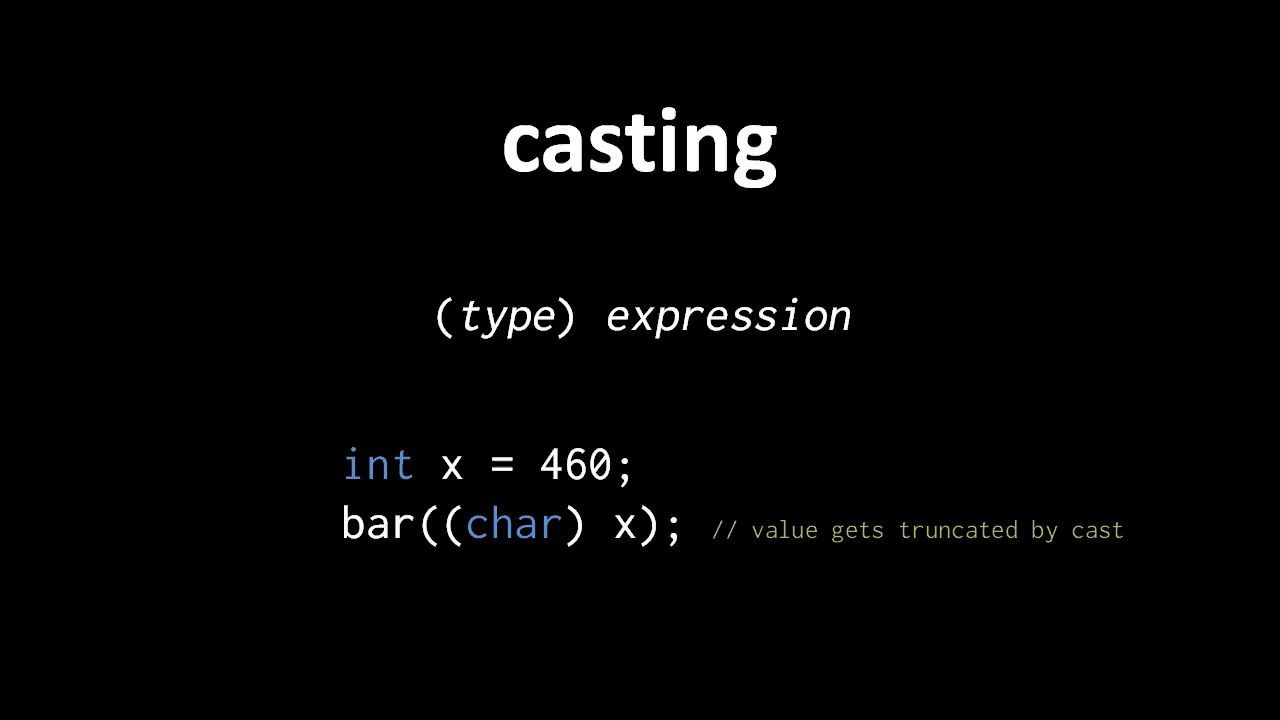 casting
(type) expression
int x = 460;
bar((char) x); // value gets truncated by cast